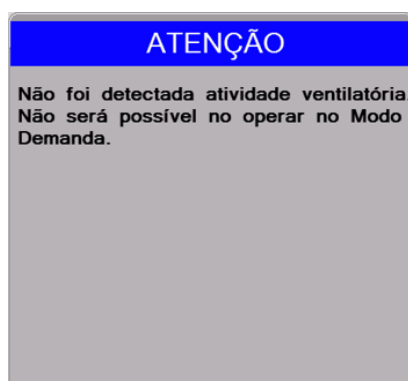 ATENÇÃO
Não foi detectada atividade ventilatória.
Não será possível no operar no Modo
Demanda.